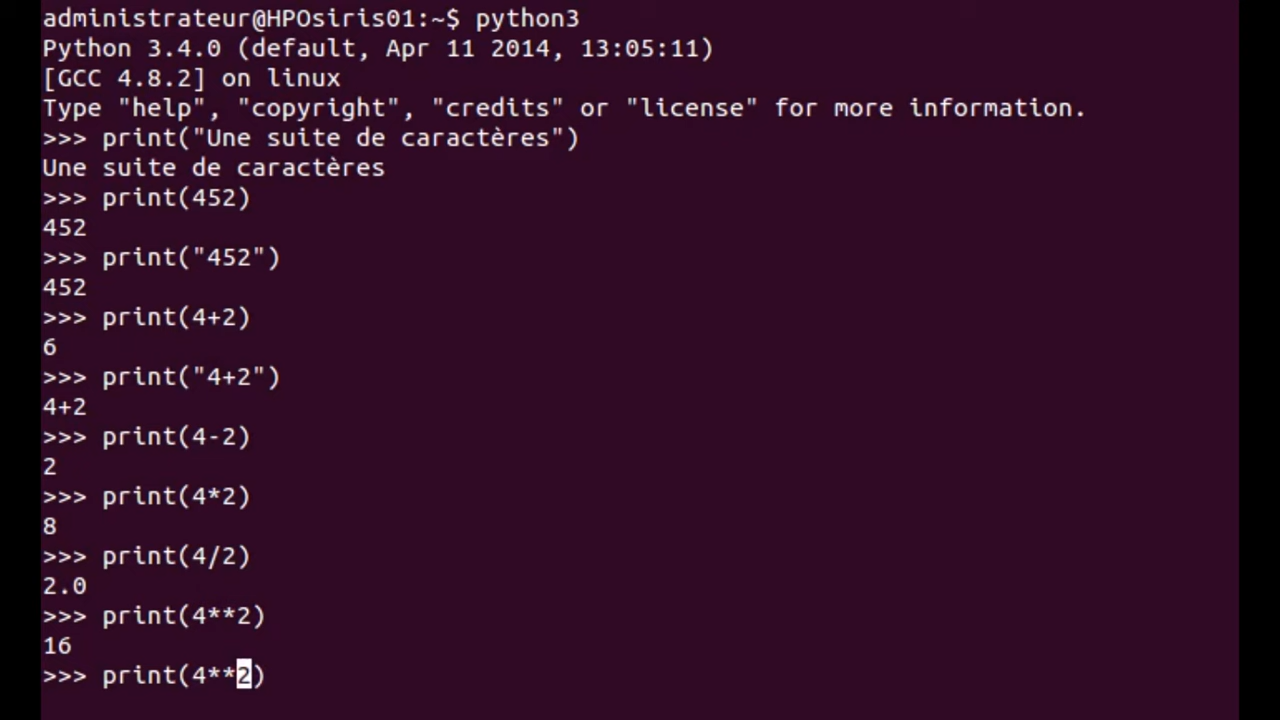 administrateur@HPOsiris01:~$ python3
Python 3.4.0 (default, Apr 11 2014, 13:05:11)
[GCC 4.8.2] on linux
Type "help", "copyright", "credits" or "license" for more information.
>>> print("Une suite de caractères")
Une suite de caractères
>>> print(452)
452
>>> print("452")
452
>>> print(4+2)
6
>>> print("4+2")
4+2
>>> print(4-2)
2
>>> print(4*2)
8
>>> print(4/2)
2.0
>>> print(4**2)
16
>>> print(4**2)